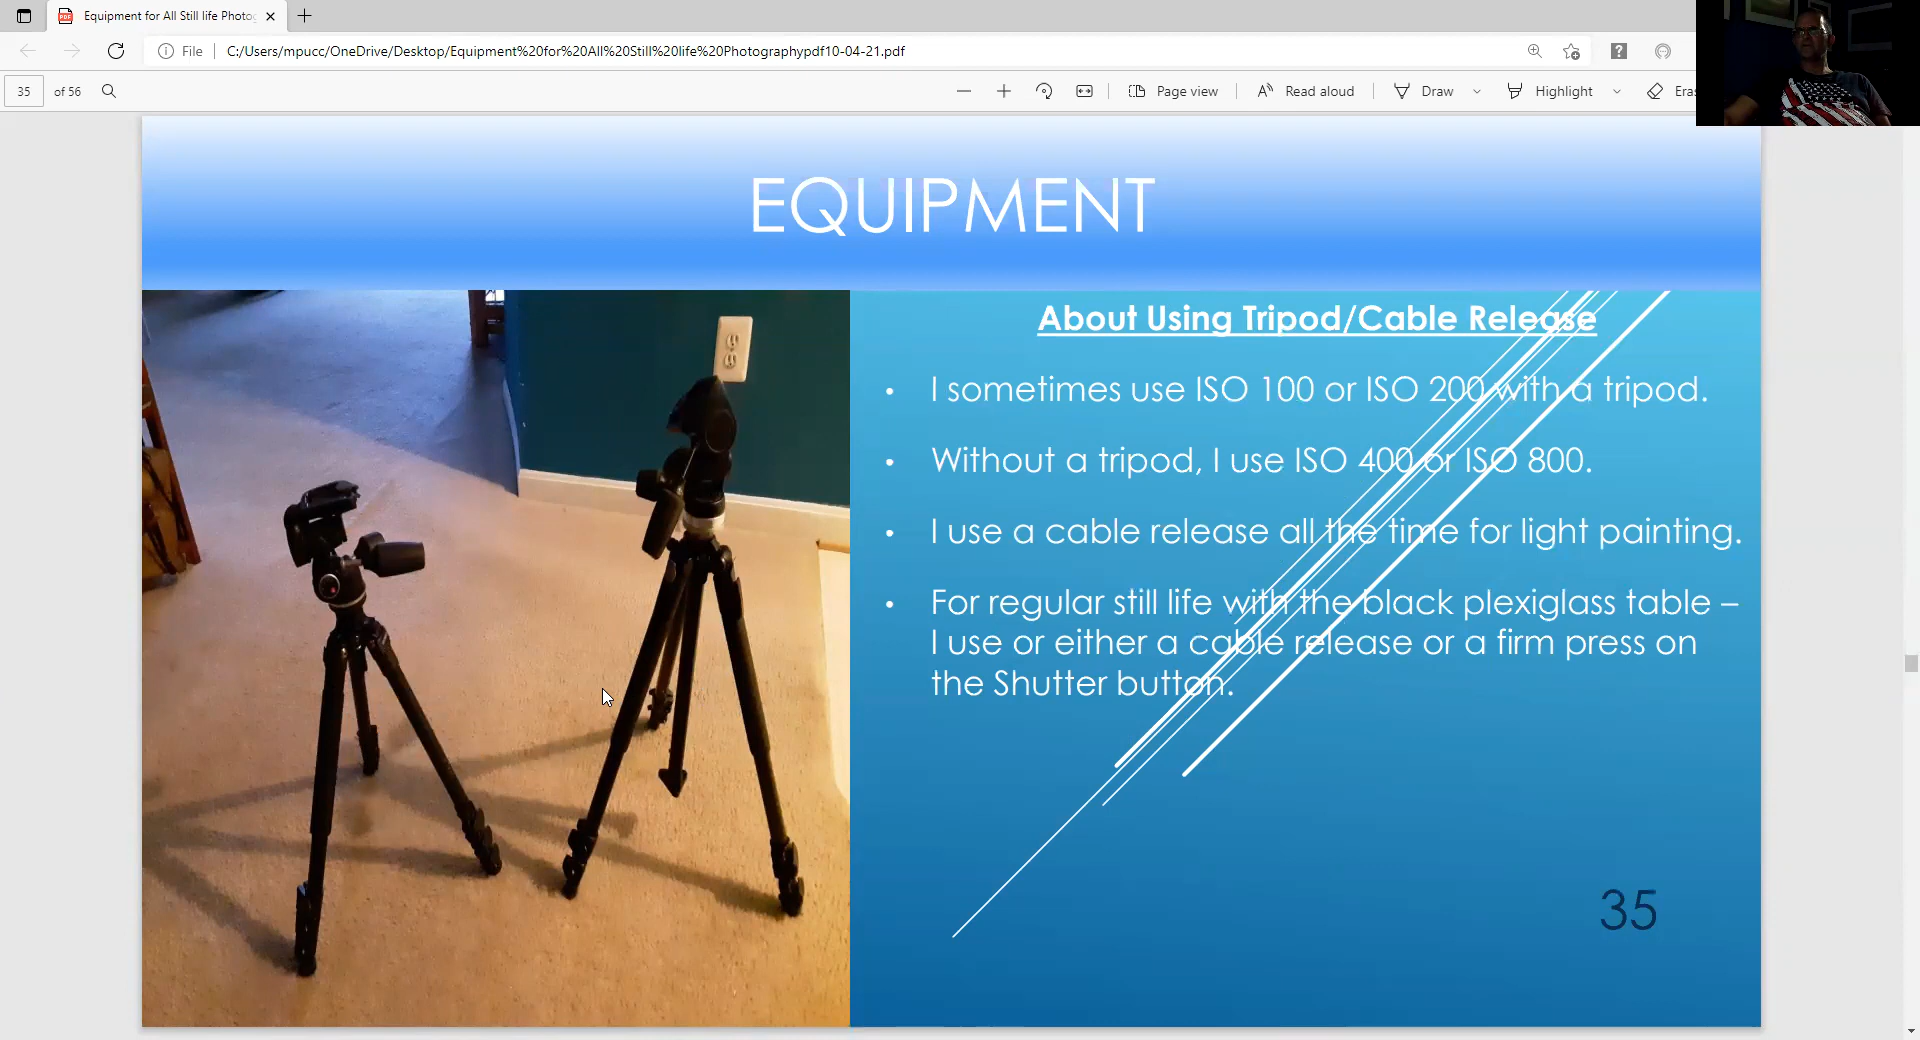 Equipment for All Still life Photog
File
C:/Users/mpucc/OneDrive/Desktop/Equipment%20for%20All%20Still%20life%20Photographypdf10-04-21.pdf
35 of 56
Page view
Read aloud
Draw
Highlight
Eras
EQUIPMENT
About Using Tripod/Cable Release
• I sometimes use ISO 100 or ISO 200 with a tripod.
• Without a tripod, I use ISO 400 or ISO 800.
• I use a cable release all the time for light painting.
• For regular still life with the black plexiglass table –
I use or either a cable release or a firm press on
the Shutter button.
35